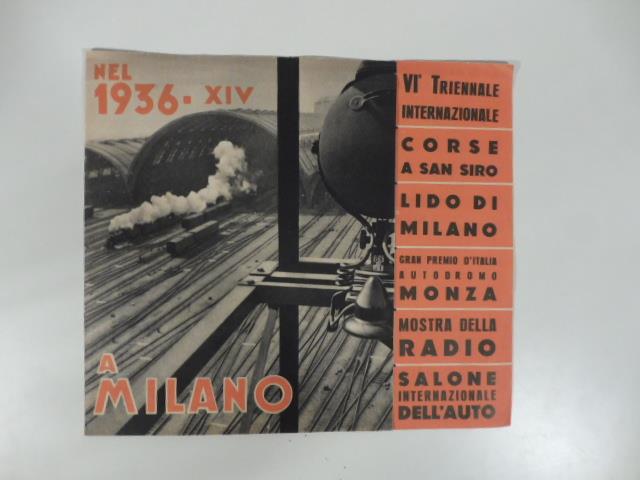 NEL
1936 · XIV
A
MILANO
VIª TRIENNALE
INTERNAZIONALE
CORSE
A SAN SIRO
LIDO DI
MILANO
GRAN PREMIO D'ITALIA
AUTODROMO
MONZA
MOSTRA DELLA
RADIO
SALONE
INTERNAZIONALE
DELL'AUTO